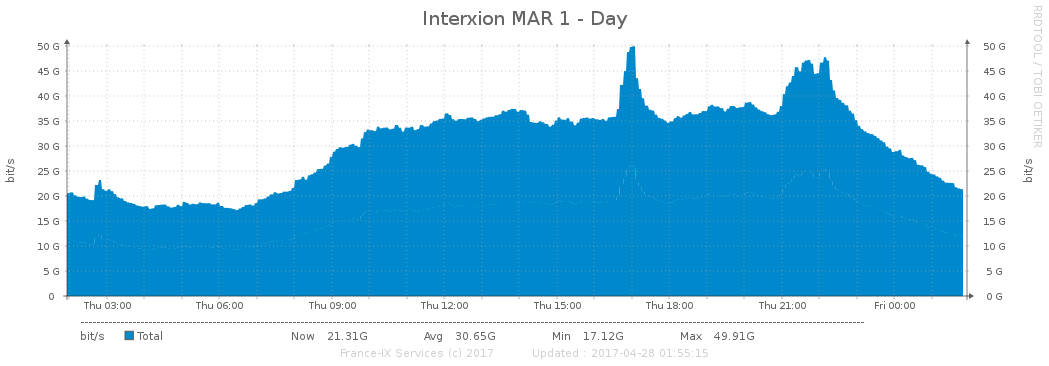 Interxion MAR 1 - Day
RRDTOOL / TOBI OETIKER
50 G 50 G
45 G 45 G
40 G 40 G
35 G 35 G
30 G 30 G
25 G 25 G
20 G 20 G
15 G 15 G
10 G 10 G
5 G 5 G
0 0 G
bit/s
bit/s
Thu 03:00 Thu 06:00 Thu 09:00 Thu 12:00 Thu 15:00 Thu 18:00 Thu 21:00 Fri 00:00
bit/s Total Now 21.31G Avg 30.65G Min 17.12G Max 49.91G
France-IX Services (c) 2017 Updated : 2017-04-28 01:55:15